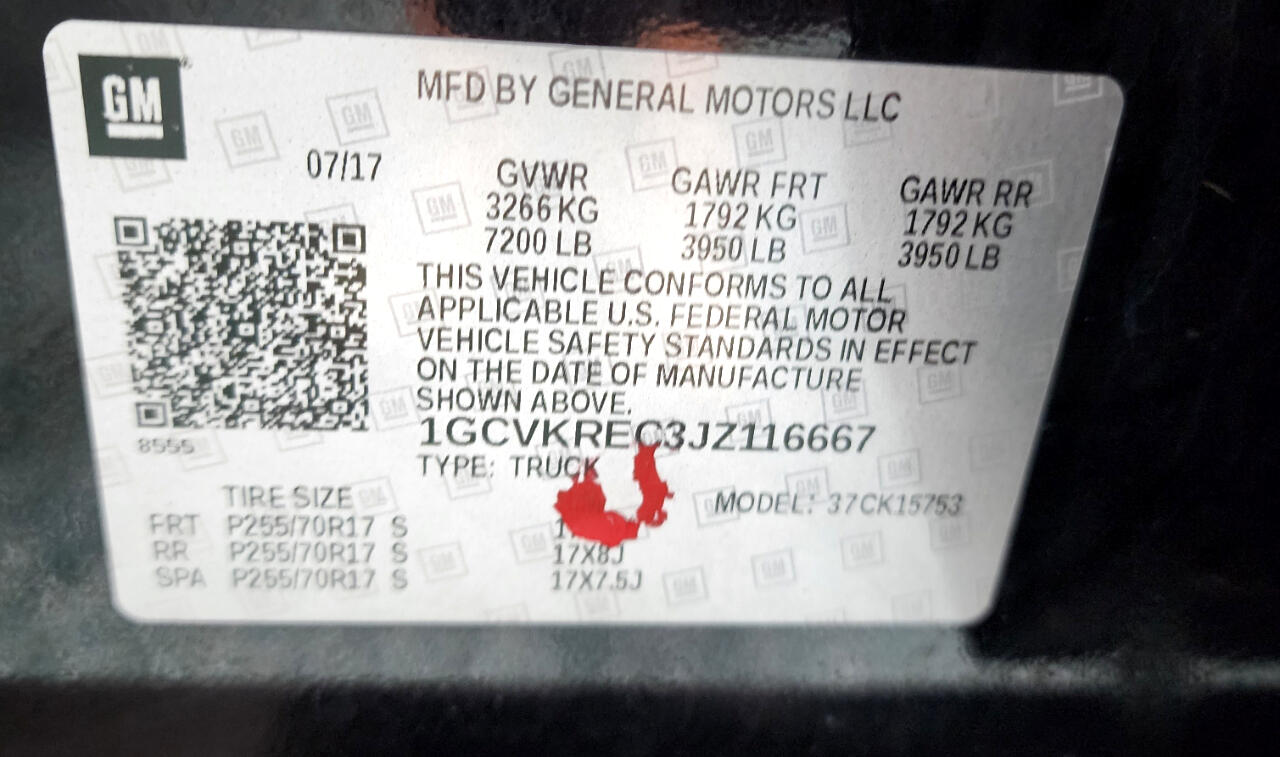 GM
MFD BY GENERAL MOTORS LLC
07/17
GVWR GAWR FRT GAWR RR
3266 KG 1792 KG 1792 KG
7200 LB 3950 LB 3950 LB
THIS VEHICLE CONFORMS TO ALL
APPLICABLE U.S. FEDERAL MOTOR
VEHICLE SAFETY STANDARDS IN EFFECT
ON THE DATE OF MANUFACTURE
SHOWN ABOVE.
8555
1GCVKREC3JZ116667
TYPE: TRUCK
MODEL: 37CK15753
TIRE SIZE
FRT P255/70R17 S
RR P255/70R17 S 17X8J
SPA P255/70R17 S 17X7.5J